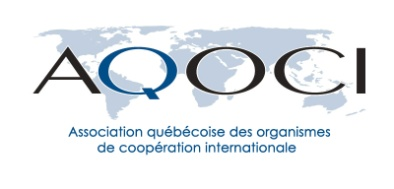 AQOCI
Association québécoise des organismes
de coopération internationale